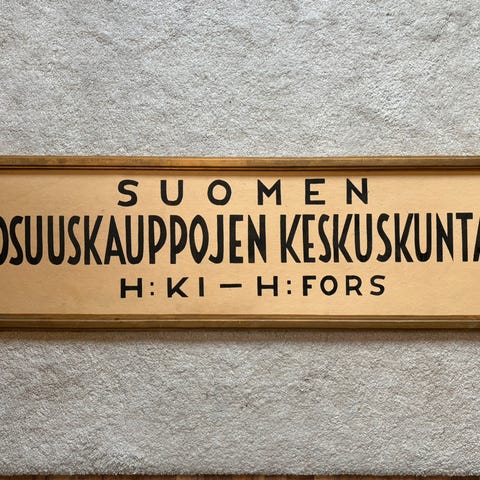 SUOMEN
OSUUSKAUPPOJEN KESKUSKUNTA
H:KI — H:FORS